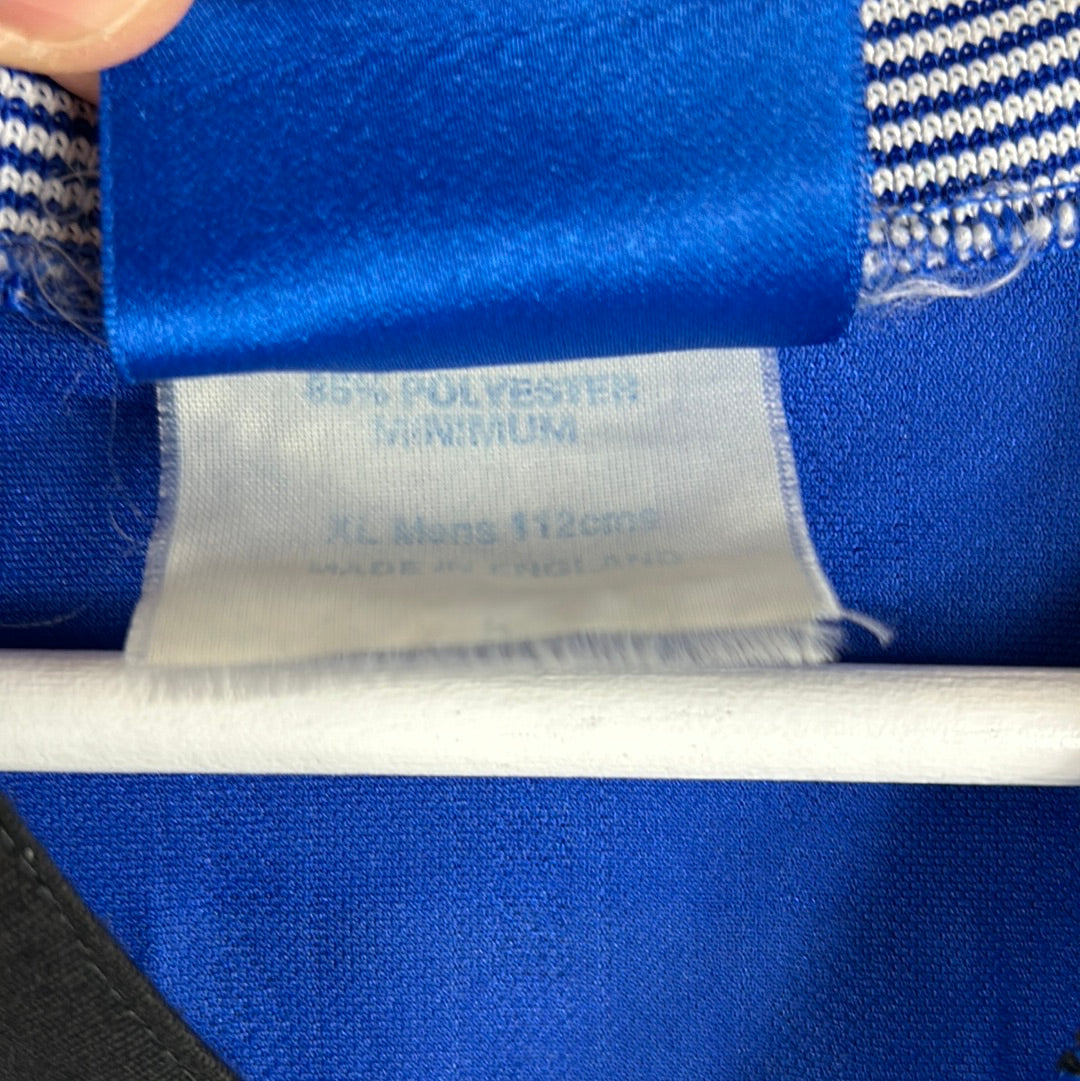 85% POLYESTER
MINIMUM
XL Mens 112cms
MADE IN ENGLAND